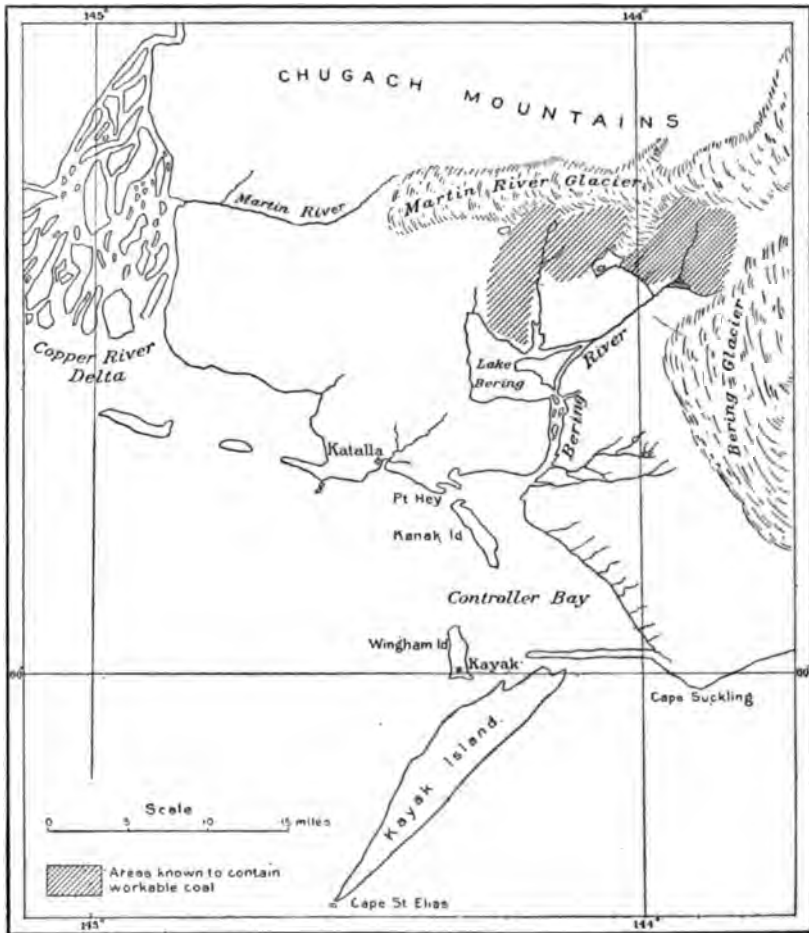 145°
144°
CHUGACH MOUNTAINS
Martin River Glacier
Martin River
Copper River
Delta
Lake
Bering
Bering River
Bering Glacier
Katalla
Pt Hey
Kanak Id
Controller Bay
Wingham Id
Kayak
60°
60
Cape Suckling
Kayak Island
Scale
0 5 10 15 miles
Areas known to contain
workable coal
Cape St Elias
145°
144°